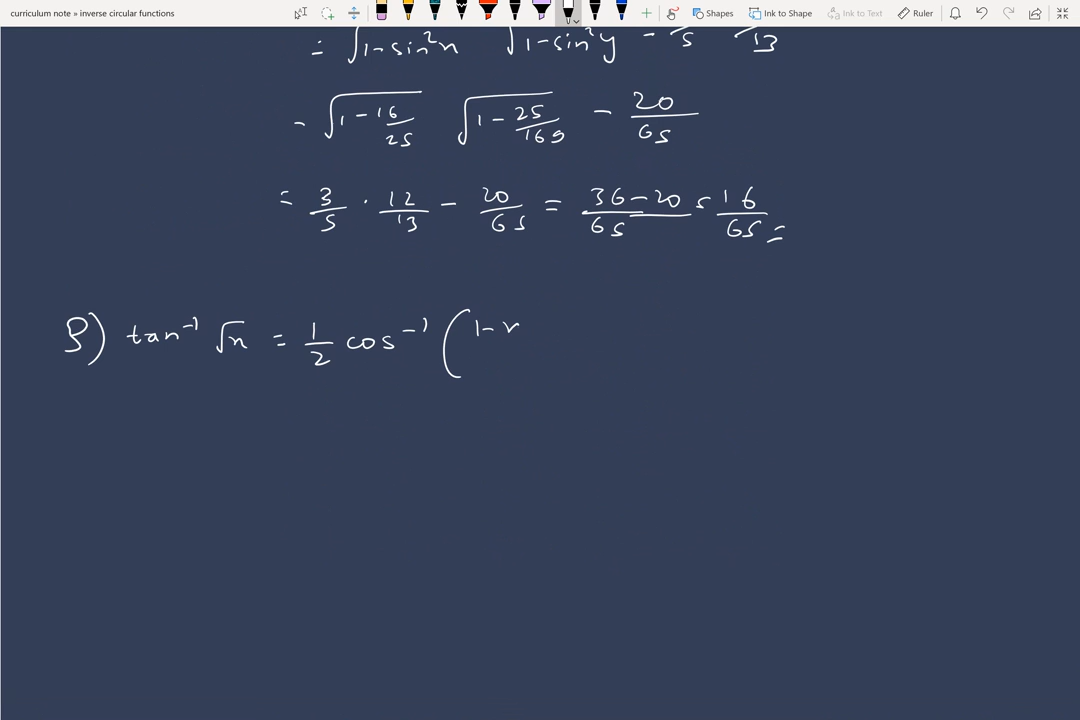 curriculum note » inverse circular functions
Shapes Ink to Shape Ink to Text Ruler
= √1-sin²x √1-sin²y - /5 /13
- √1-16/25 √1-25/169 - 20/65
= 3/5 · 12/13 - 20/65 = 36-20/65 = 16/65 =
9) tan⁻¹ √x = 1/2 cos⁻¹ (1-x